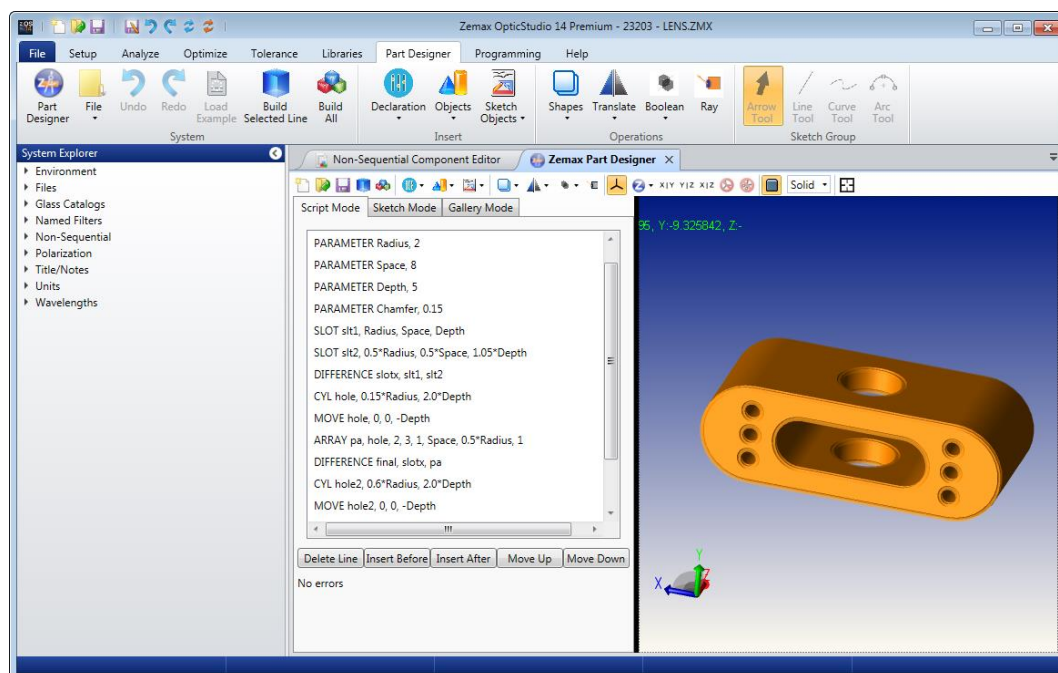 Zemax OpticStudio 14 Premium - 23203 - LENS.ZMX
File Setup Analyze Optimize Tolerance Libraries Part Designer Programming Help
Part Designer File Undo Redo Load Example Build Selected Line Build All Declaration Objects Sketch Objects Shapes Translate Boolean Ray Arrow Tool Line Tool Curve Tool Arc Tool
System Insert Operations Sketch Group
System Explorer
Environment
Files
Glass Catalogs
Named Filters
Non-Sequential
Polarization
Title/Notes
Units
Wavelengths
Non-Sequential Component Editor Zemax Part Designer
X|Y Y|Z X|Z Solid
Script Mode Sketch Mode Gallery Mode
95, Y:-9.325842, Z:-
PARAMETER Radius, 2
PARAMETER Space, 8
PARAMETER Depth, 5
PARAMETER Chamfer, 0.15
SLOT slt1, Radius, Space, Depth
SLOT slt2, 0.5*Radius, 0.5*Space, 1.05*Depth
DIFFERENCE slotx, slt1, slt2
CYL hole, 0.15*Radius, 2.0*Depth
MOVE hole, 0, 0, -Depth
ARRAY pa, hole, 2, 3, 1, Space, 0.5*Radius, 1
DIFFERENCE final, slotx, pa
CYL hole2, 0.6*Radius, 2.0*Depth
MOVE hole2, 0, 0, -Depth
Delete Line Insert Before Insert After Move Up Move Down
No errors
Y
X
Z